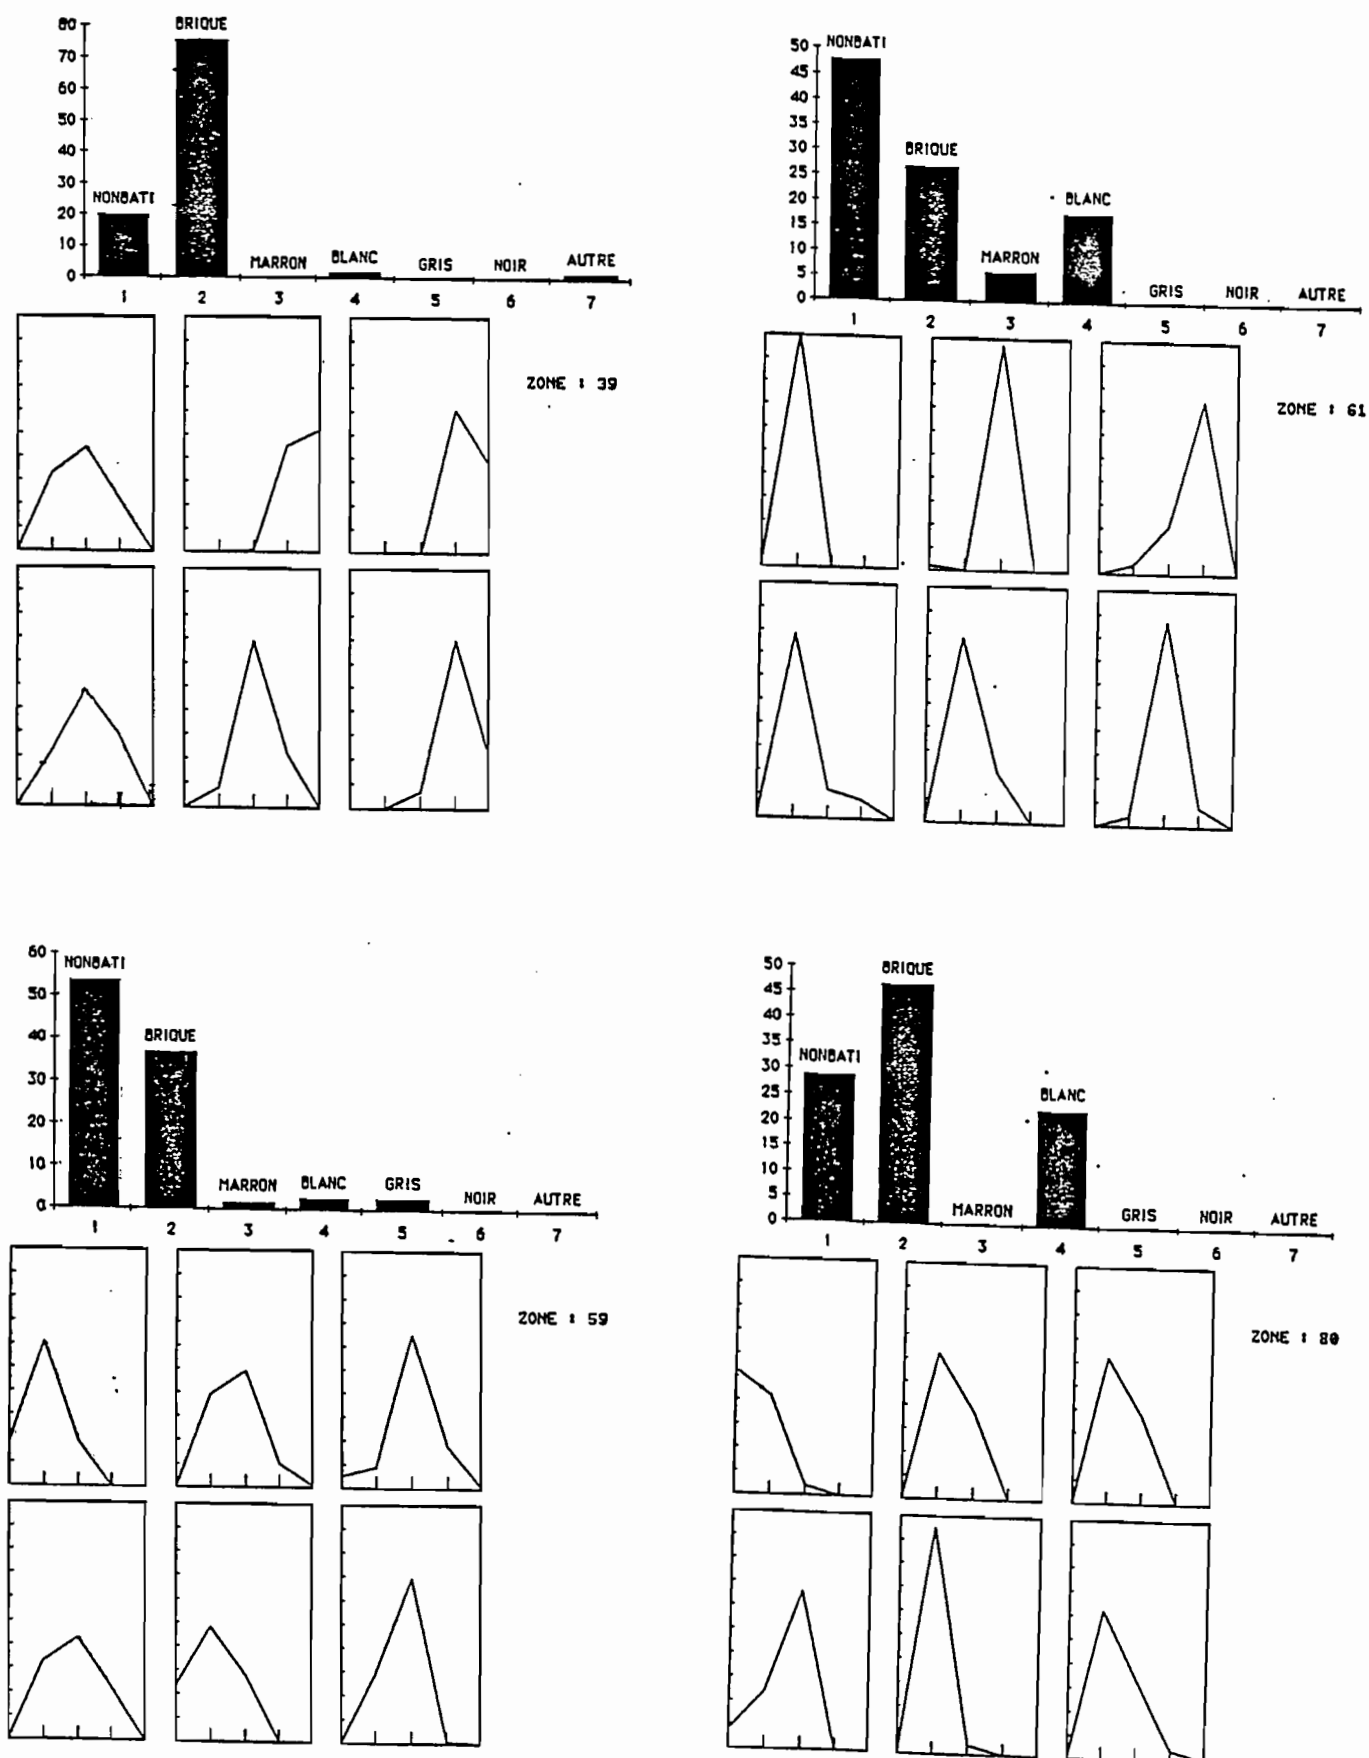 80
BRIQUE
70
60
50
40
30
NONBATI
20
10
MARRON BLANC GRIS NOIR AUTRE
0
1 2 3 4 5 6 7
ZONE : 39
50 NONBATI
45
40
35
30
BRIQUE
25
20
BLANC
15
10
MARRON
5
GRIS NOIR AUTRE
0
1 2 3 4 5 6 7
ZONE : 61
60
NONBATI
50
40
BRIQUE
30
20
10
MARRON BLANC GRIS NOIR AUTRE
0
1 2 3 4 5 6 7
ZONE : 59
50
BRIQUE
45
40
35
NONBATI
30
25
BLANC
20
15
10
5
MARRON GRIS NOIR AUTRE
0
1 2 3 4 5 6 7
ZONE : 80